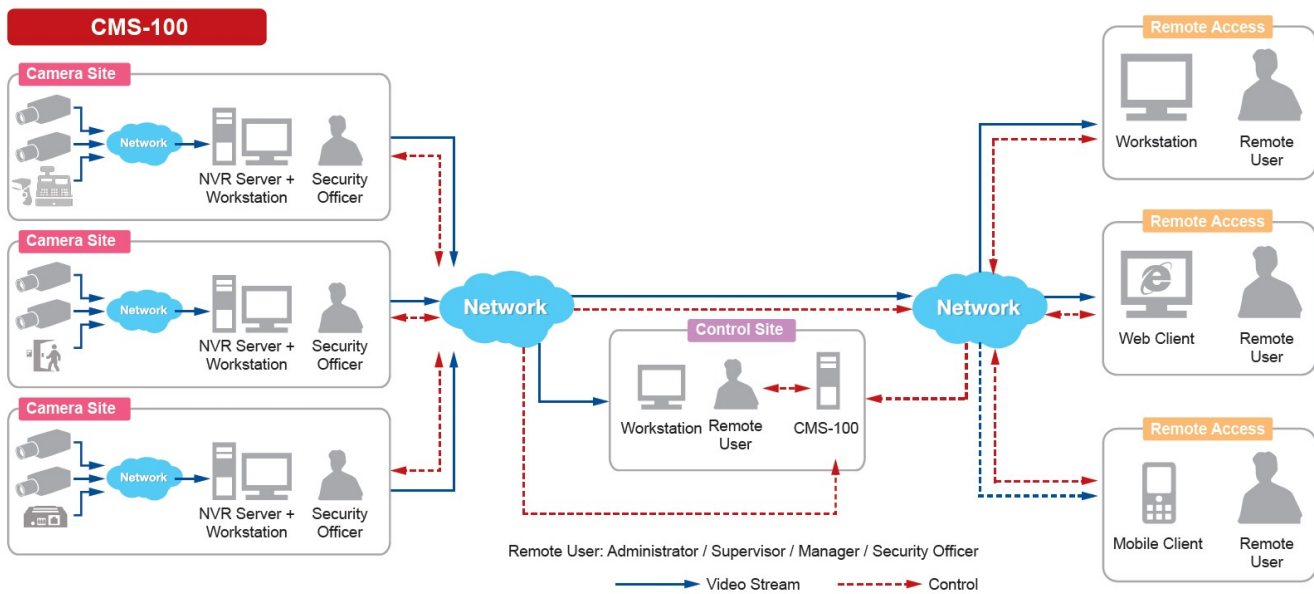 CMS-100
Camera Site
Network
NVR Server +
Workstation
Security
Officer
Camera Site
Network
NVR Server +
Workstation
Security
Officer
Camera Site
Network
NVR Server +
Workstation
Security
Officer
Network
Control Site
Workstation
Remote
User
CMS-100
Network
Remote Access
Workstation
Remote
User
Remote Access
Web Client
Remote
User
Remote Access
Mobile Client
Remote
User
Remote User: Administrator / Supervisor / Manager / Security Officer
Video Stream
Control